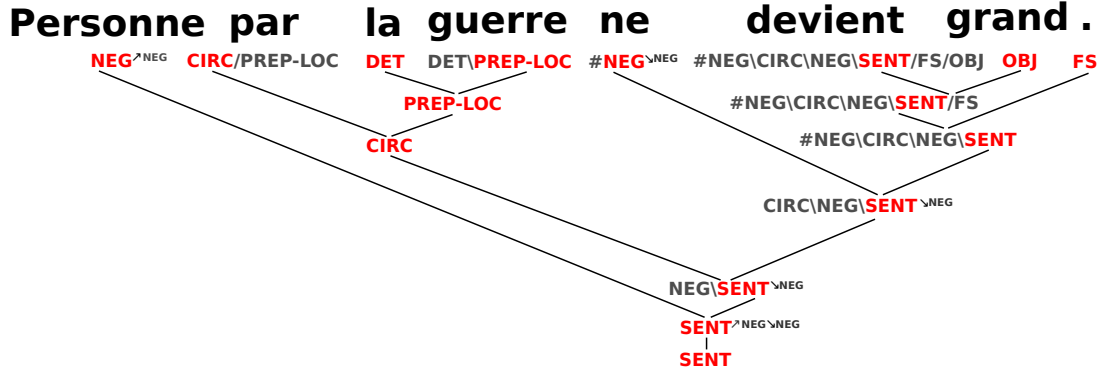 Personne par la guerre ne devient grand .
NEG↗NEG CIRC/PREP-LOC DET DET\PREP-LOC #NEG↘NEG #NEG\CIRC\NEG\SENT/FS/OBJ OBJ FS
PREP-LOC #NEG\CIRC\NEG\SENT/FS
CIRC #NEG\CIRC\NEG\SENT
CIRC\NEG\SENT↘NEG
NEG\SENT↘NEG
SENT↗NEG↘NEG
SENT